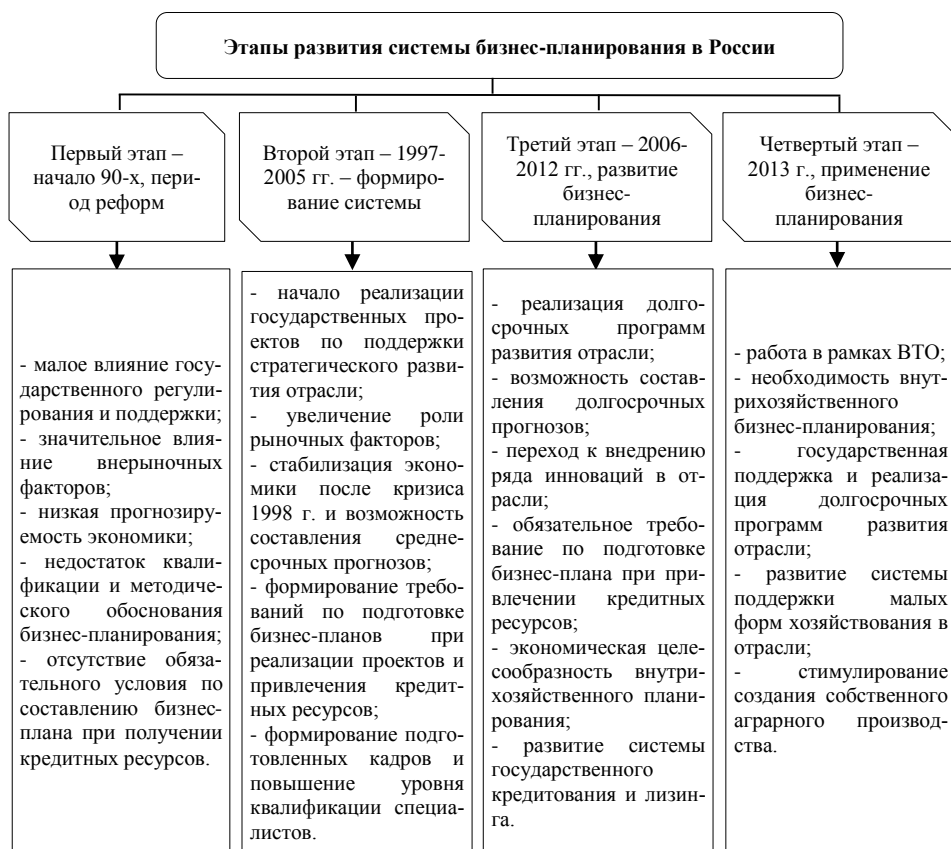 Этапы развития системы бизнес-планирования в России
Первый этап –
начало 90-х, пери-
од реформ
Второй этап – 1997-
2005 гг. – формиро-
вание системы
Третий этап – 2006-
2012 гг., развитие
бизнес-
планирования
Четвертый этап –
2013 г., применение
бизнес-
планирования
- малое влияние госу-
дарственного регули-
рования и поддержки;
- значительное влия-
ние внерыночных
факторов;
- низкая прогнозиру-
емость экономики;
- недостаток квали-
фикации и методиче-
ского обоснования
бизнес-планирования;
- отсутствие обяза-
тельного условия по
составлению бизнес-
плана при получении
кредитных ресурсов.
- начало реализации
государственных про-
ектов по поддержки
стратегического разви-
тия отрасли;
- увеличение роли
рыночных факторов;
- стабилизация эконо-
мики после кризиса
1998 г. и возможность
составления средне-
срочных прогнозов;
- формирование требо-
ваний по подготовке
бизнес-планов при
реализации проектов и
привлечения кредит-
ных ресурсов;
- формирование подго-
товленных кадров и
повышение уровня
квалификации специа-
листов.
- реализация долго-
срочных программ
развития отрасли;
- возможность состав-
ления долгосрочных
прогнозов;
- переход к внедрению
ряда инноваций в от-
расли;
- обязательное требо-
вание по подготовке
бизнес-плана при при-
влечении кредитных
ресурсов;
- экономическая целе-
сообразность внутри-
хозяйственного плани-
рования;
- развитие системы
государственного
кредитования и лизин-
га.
- работа в рамках ВТО;
- необходимость внут-
рихозяйственного
бизнес-планирования;
- государственная
поддержка и реализа-
ция долгосрочных
программ развития
отрасли;
- развитие системы
поддержки малых
форм хозяйствования в
отрасли;
- стимулирование
создания собственного
аграрного производ-
ства.